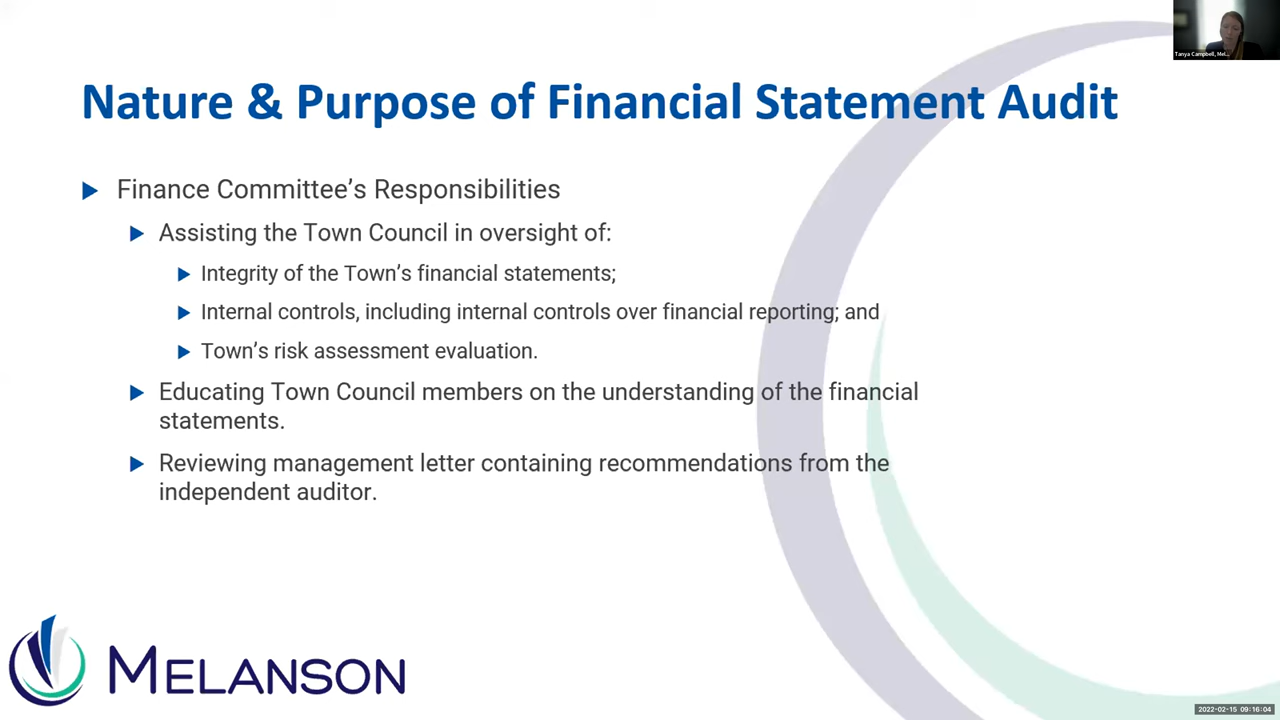 Tanya Campbell, Mel...
Nature & Purpose of Financial Statement Audit
Finance Committee’s Responsibilities
Assisting the Town Council in oversight of:
Integrity of the Town’s financial statements;
Internal controls, including internal controls over financial reporting; and
Town’s risk assessment evaluation.
Educating Town Council members on the understanding of the financial
statements.
Reviewing management letter containing recommendations from the
independent auditor.
MELANSON
2022-02-15 09:16:04